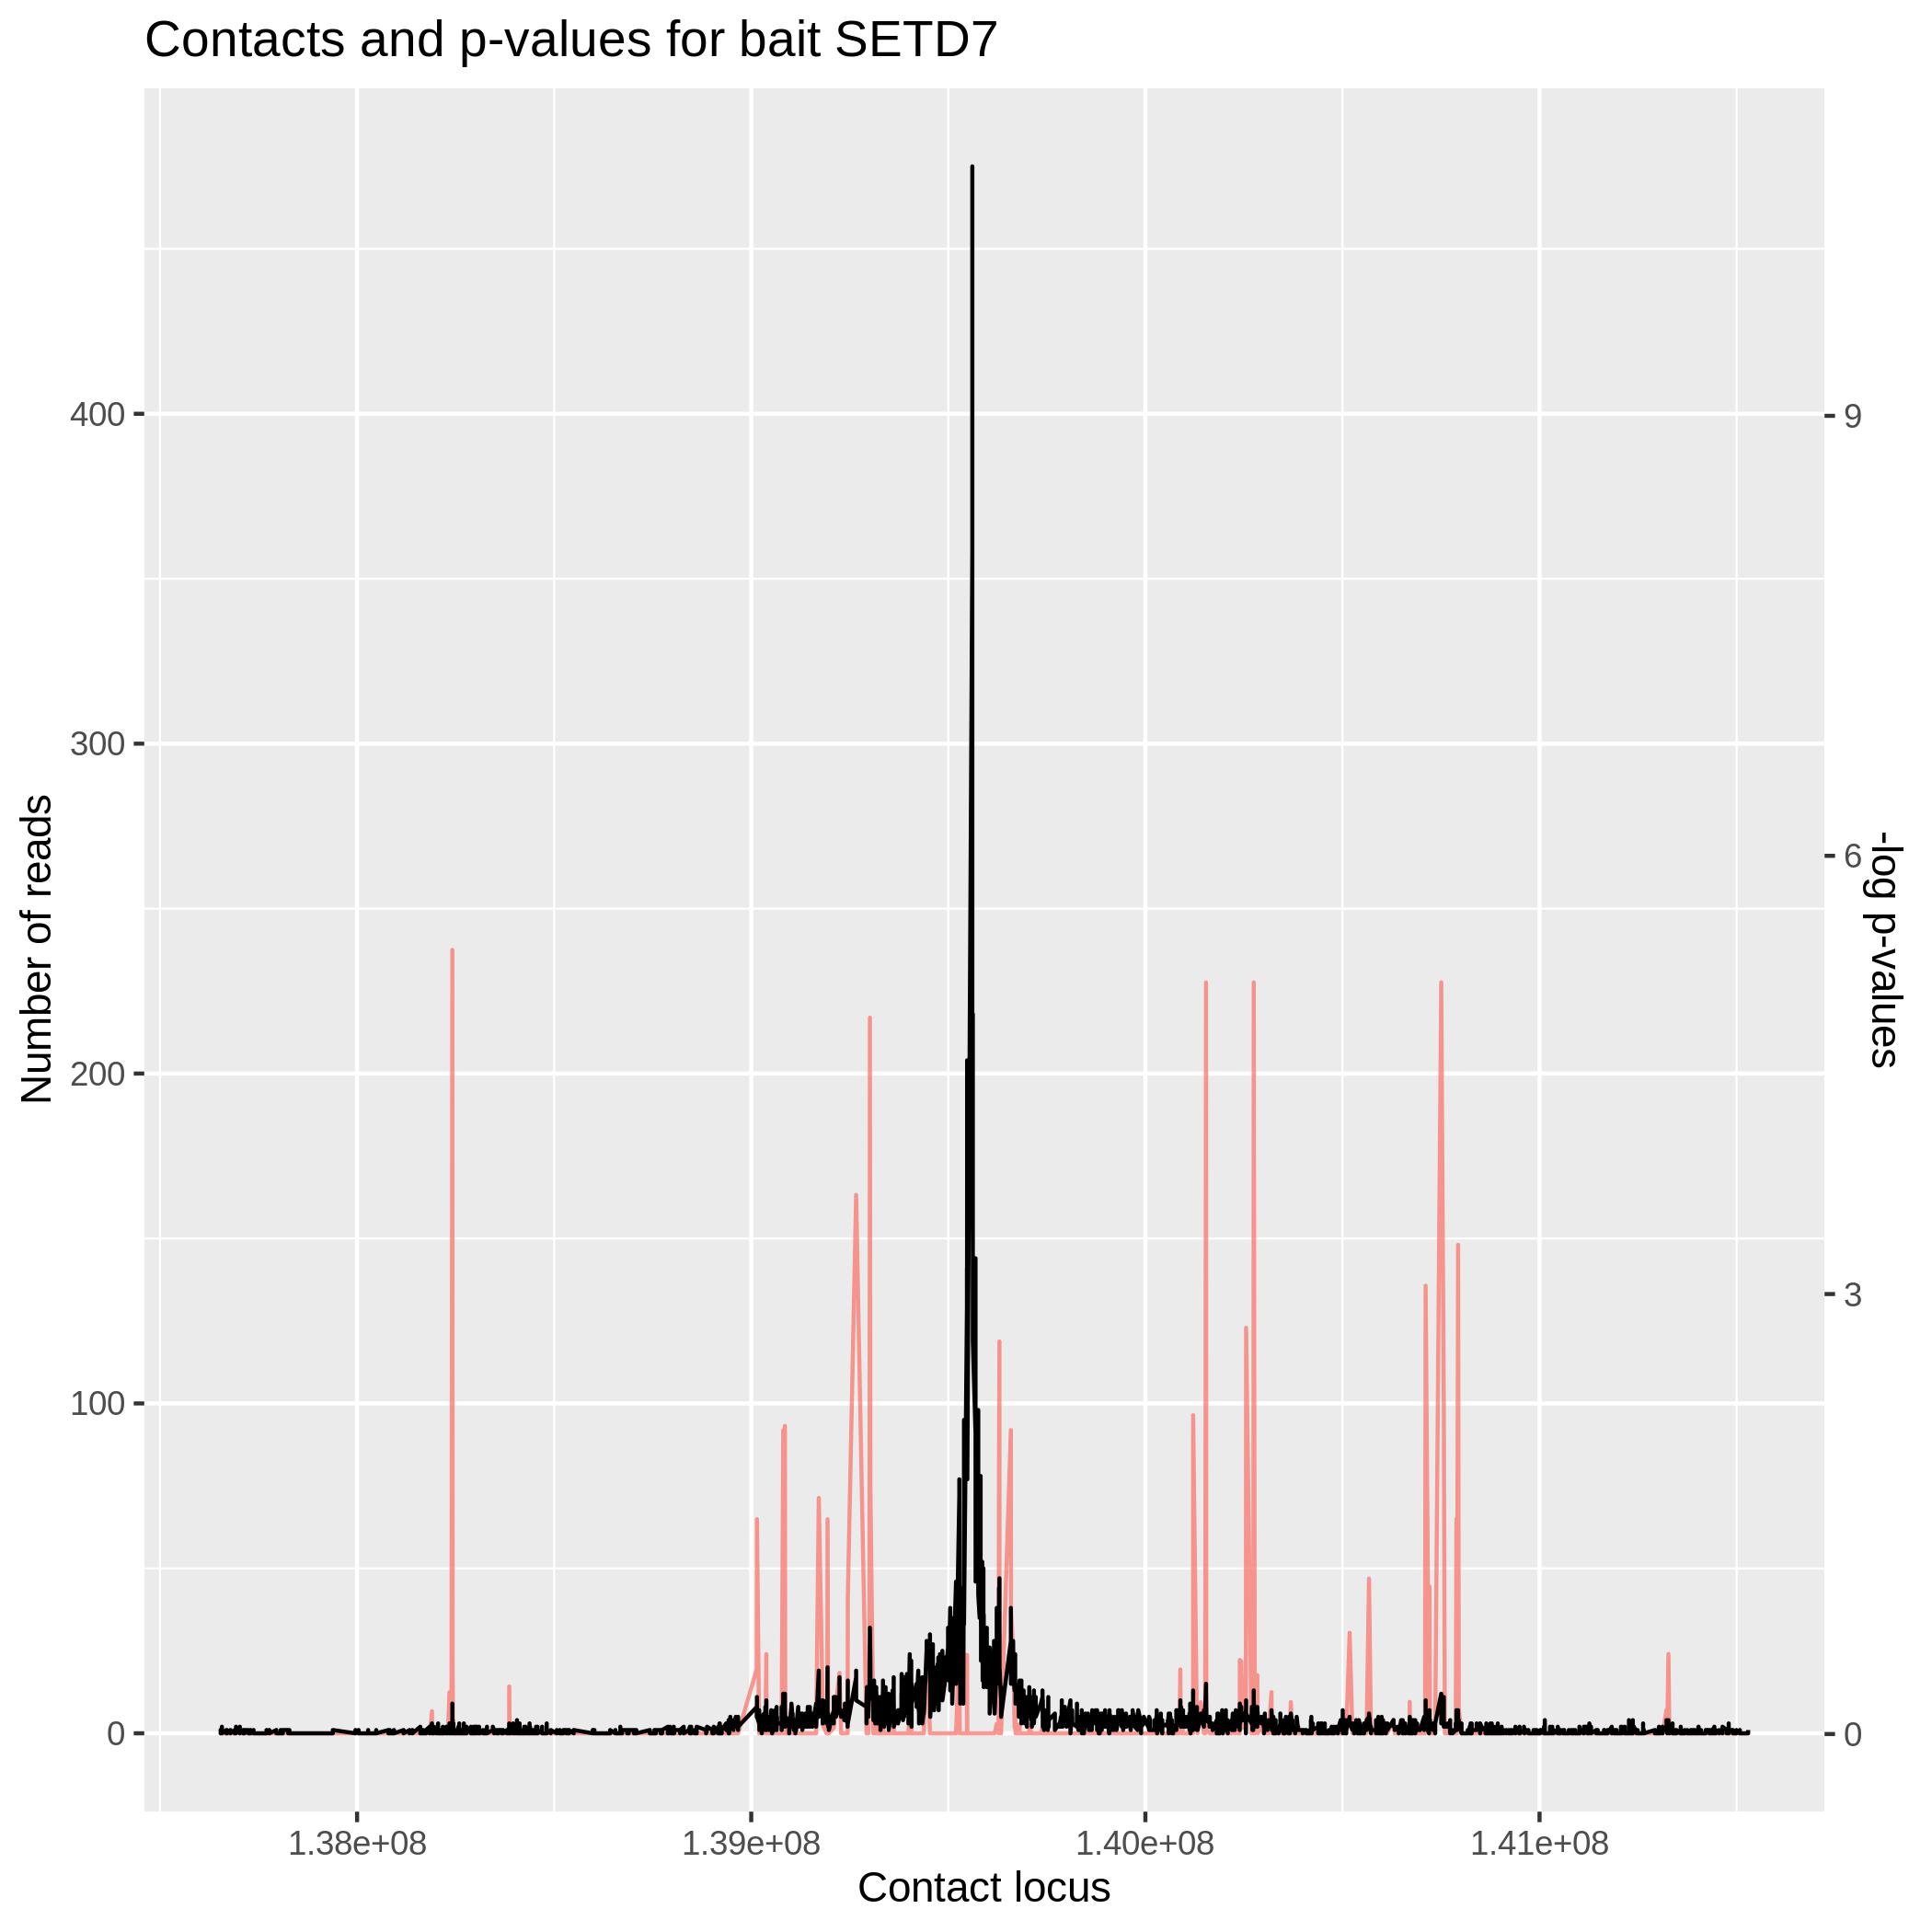 Contacts and p-values for bait SETD7
Number of reads
400
300
200
100
0
9
6
3
0
-log p-values
1.38e+08
1.39e+08
1.40e+08
1.41e+08
Contact locus